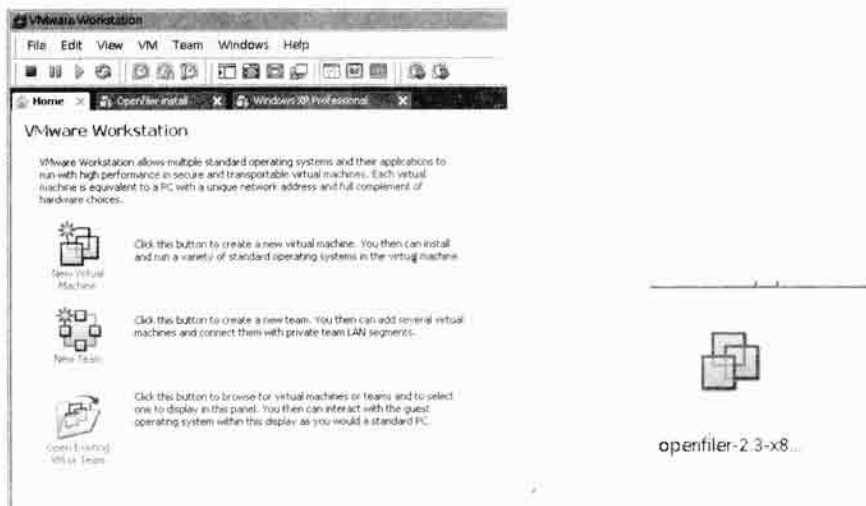 VMware Workstation
File Edit View VM Team Windows Help
Home Openfiler install Windows XP Professional
VMware Workstation
VMware Workstation allows multiple standard operating systems and their applications to
run with high performance in secure and transportable virtual machines. Each virtual
machine is equivalent to a PC with a unique network address and full complement of
hardware choices.
New Virtual
Machine
Click this button to create a new virtual machine. You then can install
and run a variety of standard operating systems in the virtual machine.
New Team
Click this button to create a new team. You then can add several virtual
machines and connect them with private team LAN segments.
Open Existing
VM or Team
Click this button to browse for virtual machines or teams and to select
one to display in this panel. You then can interact with the guest
operating system within this display as you would a standard PC.
openfiler-2.3-x8...